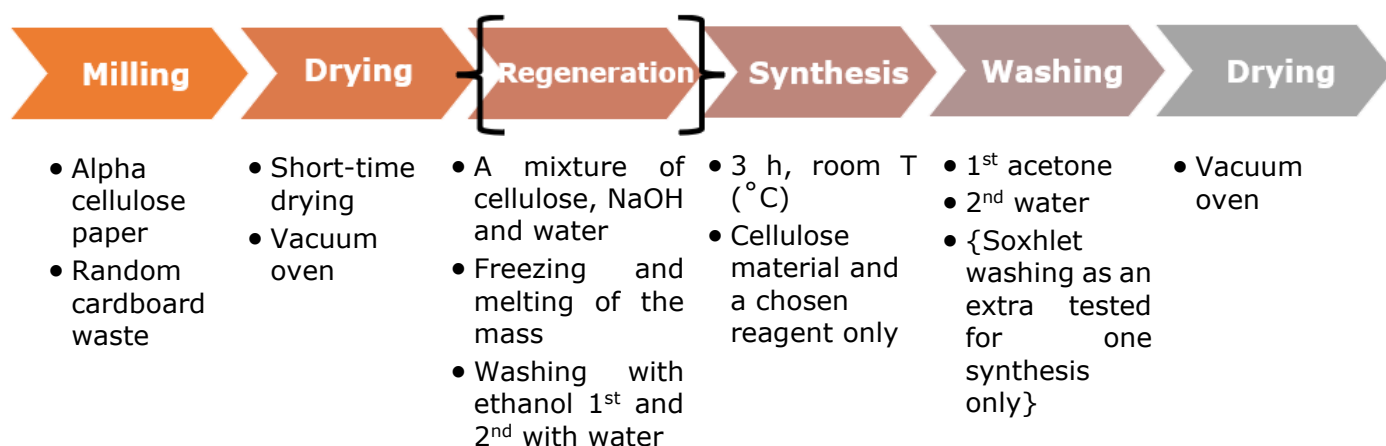 Milling
Drying
Regeneration
Synthesis
Washing
Drying
• Alpha
cellulose
paper
• Random
cardboard
waste
• Short-time
drying
• Vacuum
oven
• A mixture of
cellulose, NaOH
and water
• Freezing and
melting of the
mass
• Washing with
ethanol 1st and
2nd with water
• 3 h, room T
(˚C)
• Cellulose
material and
a chosen
reagent only
• 1st acetone
• 2nd water
• {Soxhlet
washing as an
extra tested
for one
synthesis
only}
• Vacuum
oven